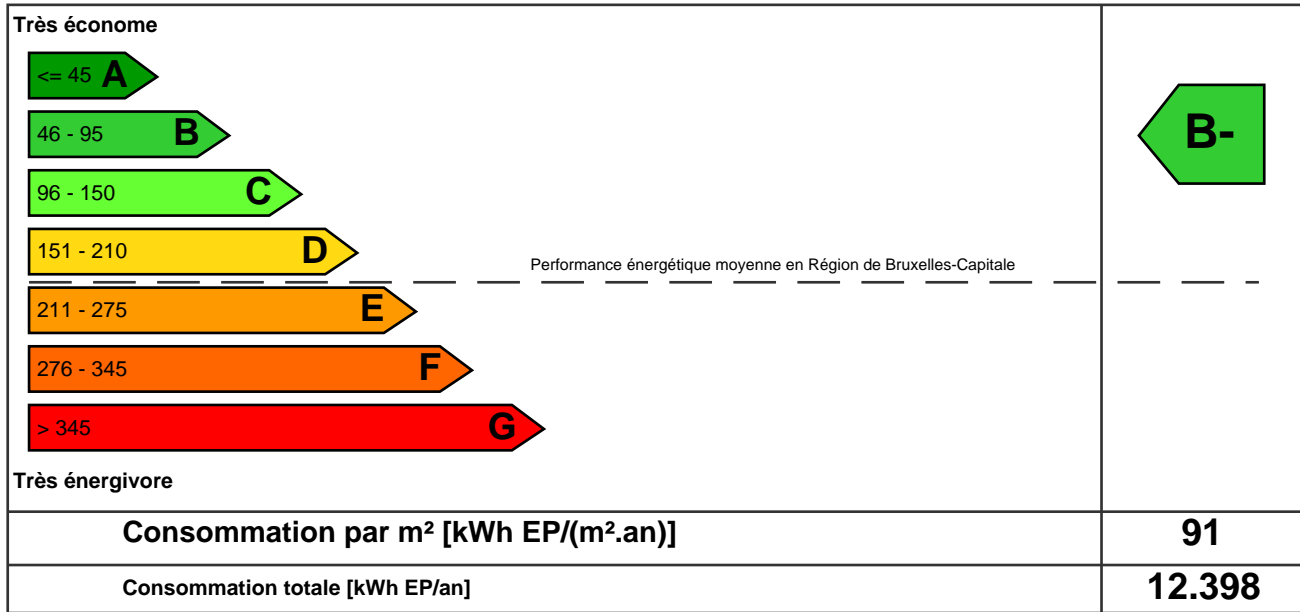 Très économe
<= 45 A
46 - 95 B
B-
96 - 150 C
151 - 210 D
Performance énergétique moyenne en Région de Bruxelles-Capitale
211 - 275 E
276 - 345 F
> 345 G
Très énergivore
Consommation par m² [kWh EP/(m².an)] 91
Consommation totale [kWh EP/an] 12.398